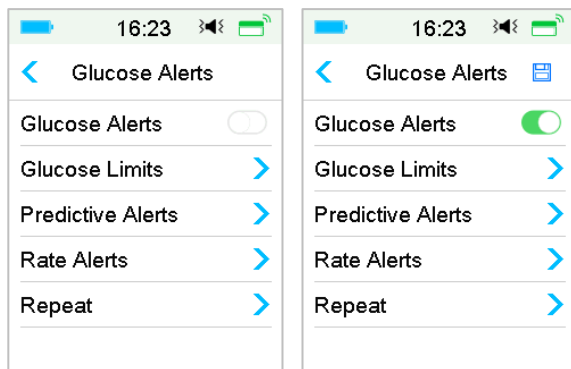 16:23
Glucose Alerts
Glucose Alerts
Glucose Limits
Predictive Alerts
Rate Alerts
Repeat
16:23
Glucose Alerts
Glucose Alerts
Glucose Limits
Predictive Alerts
Rate Alerts
Repeat